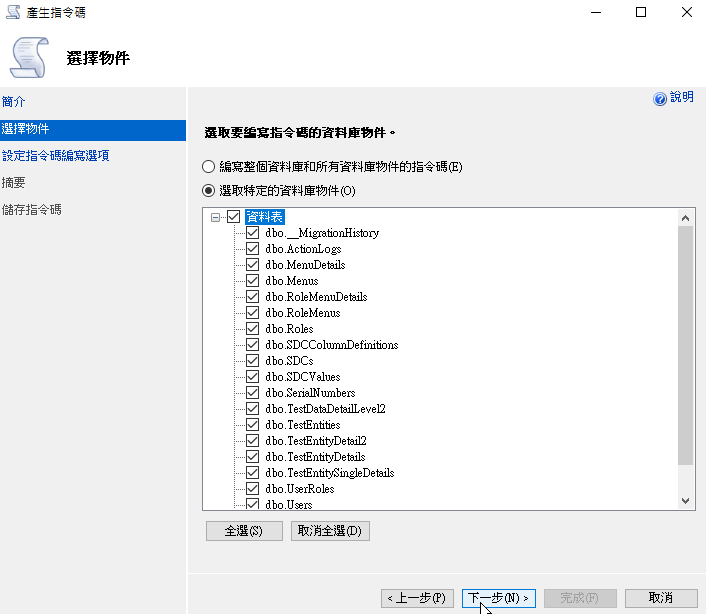 產生指令碼
選擇物件
簡介
選擇物件
設定指令碼編寫選項
摘要
儲存指令碼
說明
選取要編寫指令碼的資料庫物件。
編寫整個資料庫和所有資料庫物件的指令碼(E)
選取特定的資料庫物件(O)
資料表
dbo.__MigrationHistory
dbo.ActionLogs
dbo.MenuDetails
dbo.Menus
dbo.RoleMenuDetails
dbo.RoleMenus
dbo.Roles
dbo.SDCColumnDefinitions
dbo.SDCs
dbo.SDCValues
dbo.SerialNumbers
dbo.TestDataDetailLevel2
dbo.TestEntities
dbo.TestEntityDetail2
dbo.TestEntityDetails
dbo.TestEntitySingleDetails
dbo.UserRoles
dbo.Users
全選(S)
取消全選(D)
< 上一步(P)
下一步(N) >
完成(F)
取消